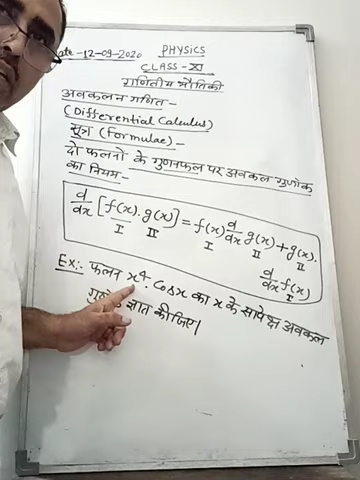 Date -12-09-2020 PHYSICS
CLASS-XI
गणितीय भौतिकी
अवकलन गणित-
(Differential Calculus)
सूत्र (formulae)-
दो फलनों के गुणनफल पर अवकल गुणांक
का नियम-
d/dx [f(x).g(x)] = f(x) d/dx g(x) + g(x).
I II I II II
d/dx f(x)
I
Ex:- फलन x⁴. Cosx का x के सापेक्ष अवकल
ज्ञात कीजिए।